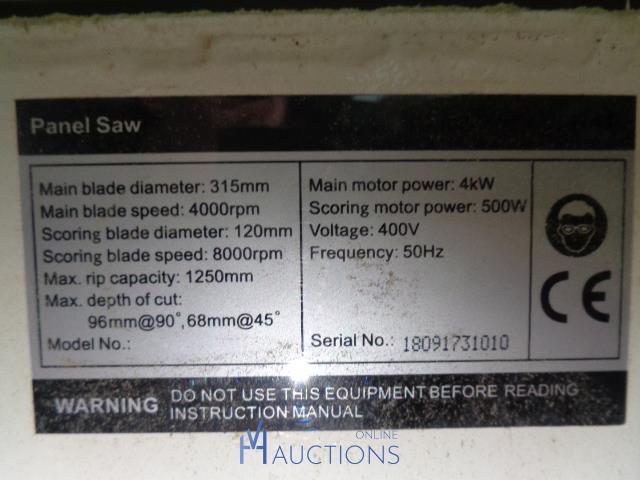 Panel Saw
Main blade diameter: 315mm
Main blade speed: 4000rpm
Scoring blade diameter: 120mm
Scoring blade speed: 8000rpm
Max. rip capacity: 1250mm
Max. depth of cut:
96mm@90°,68mm@45°
Model No.:
Main motor power: 4kW
Scoring motor power: 500W
Voltage: 400V
Frequency: 50Hz
Serial No.: 18091731010
CE
WARNING DO NOT USE THIS EQUIPMENT BEFORE READING
INSTRUCTION MANUAL
ONLINE
AUCTIONS